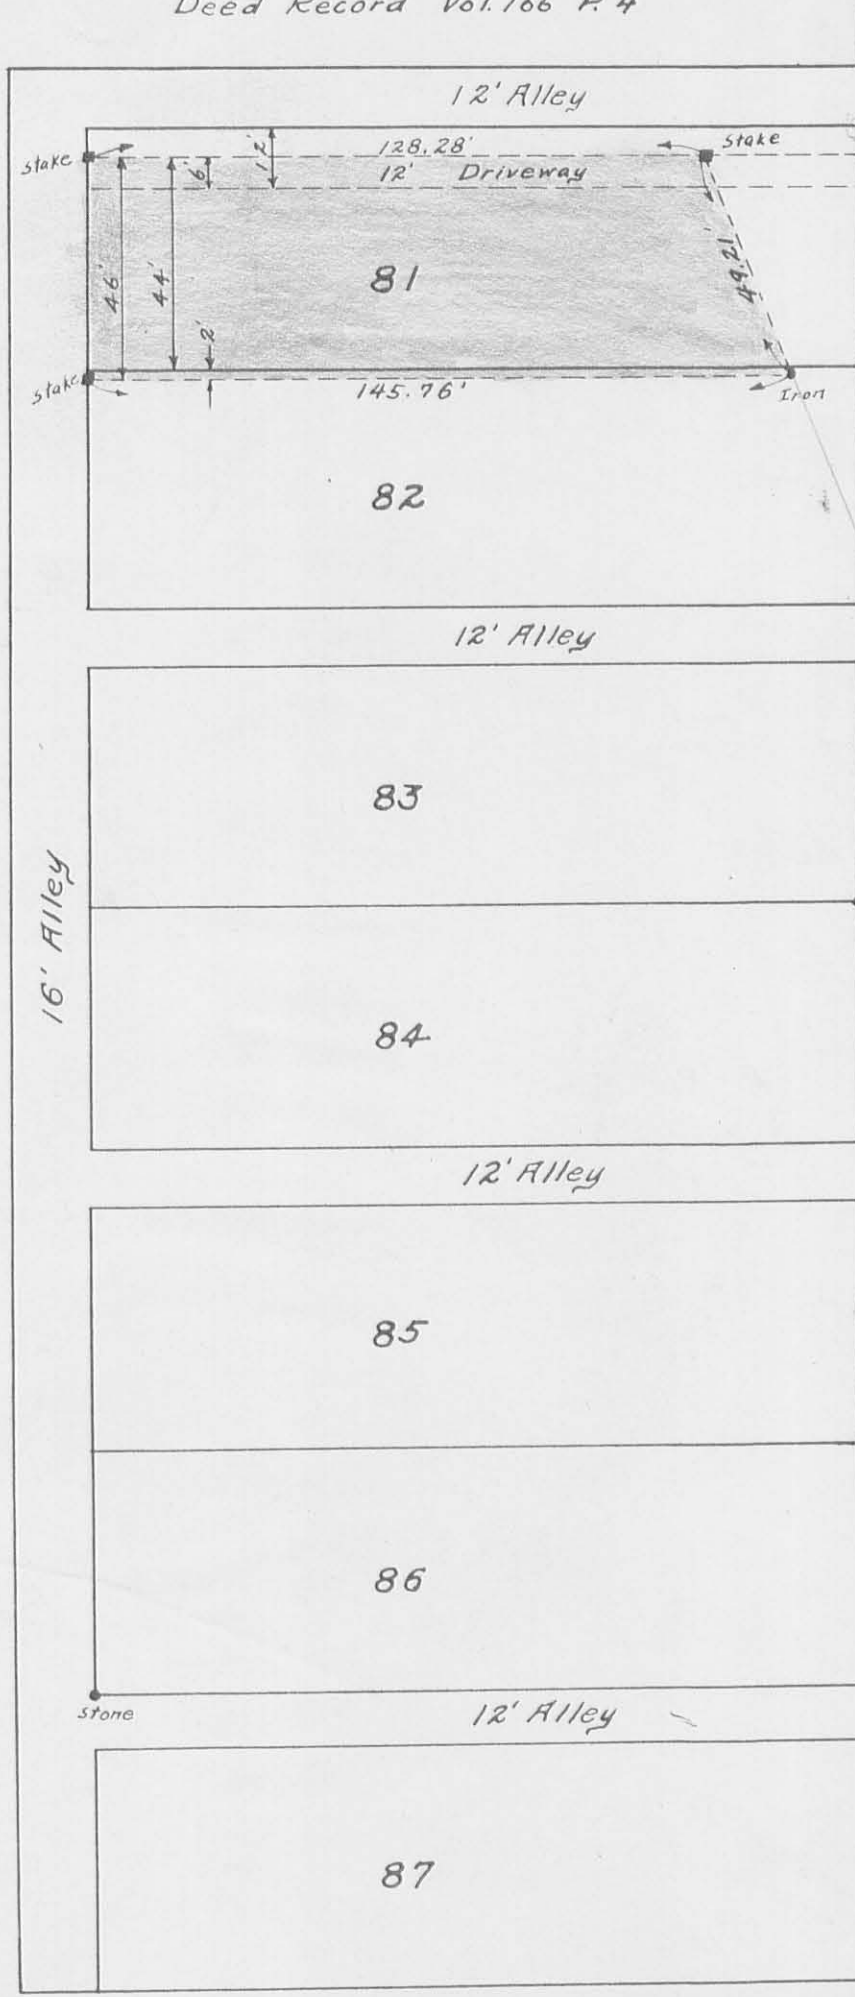 Deed Record Vol. 166 P. 4
12' Alley
Stake
128.28'
Stake
6'
12'
12' Driveway
46'
44'
81
49.21'
2'
Stake
145.76'
Iron
82
12' Alley
83
16' Alley
84
12' Alley
85
86
Stone
12' Alley
87